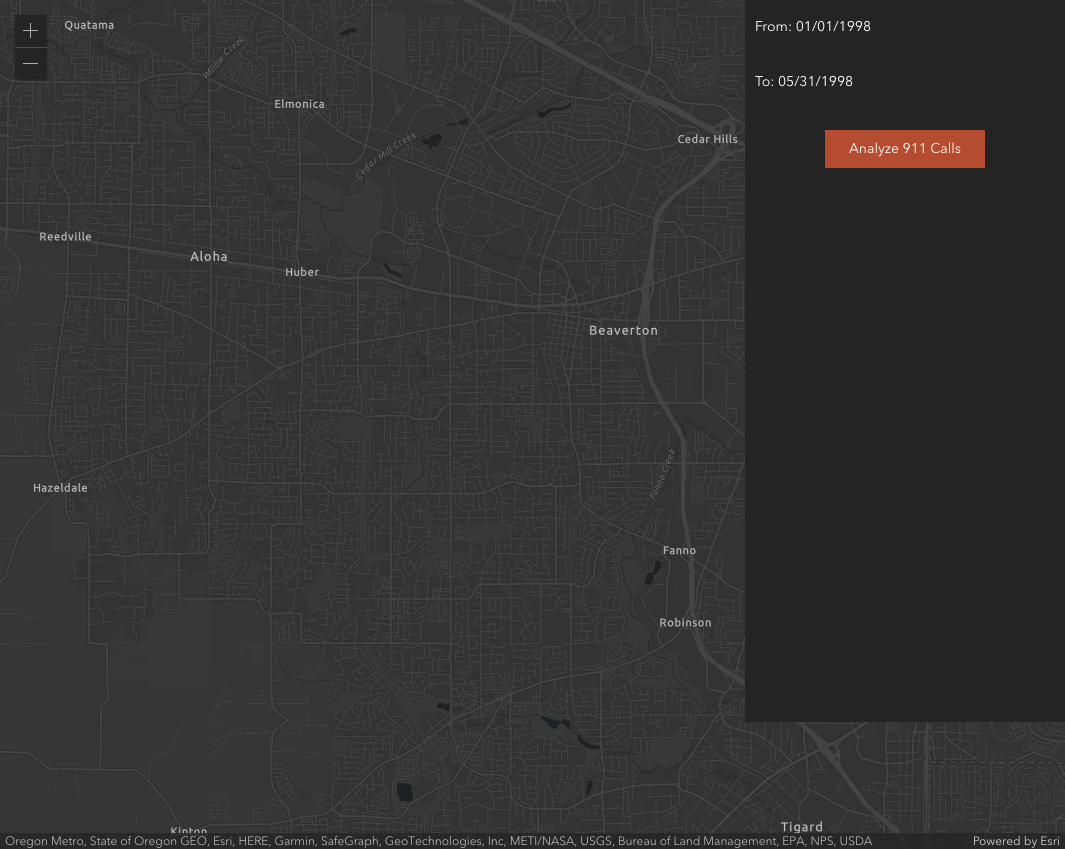 Quatama
Willow Creek
Elmonica
Cedar Mill Creek
Cedar Hills
Reedville
Aloha
Huber
Beaverton
Hazeldale
Fanno Creek
Fanno
Robinson
Kinton
Tigard
From: 01/01/1998
To: 05/31/1998
Analyze 911 Calls
Oregon Metro, State of Oregon GEO, Esri, HERE, Garmin, SafeGraph, GeoTechnologies, Inc, METI/NASA, USGS, Bureau of Land Management, EPA, NPS, USDA
Powered by Esri